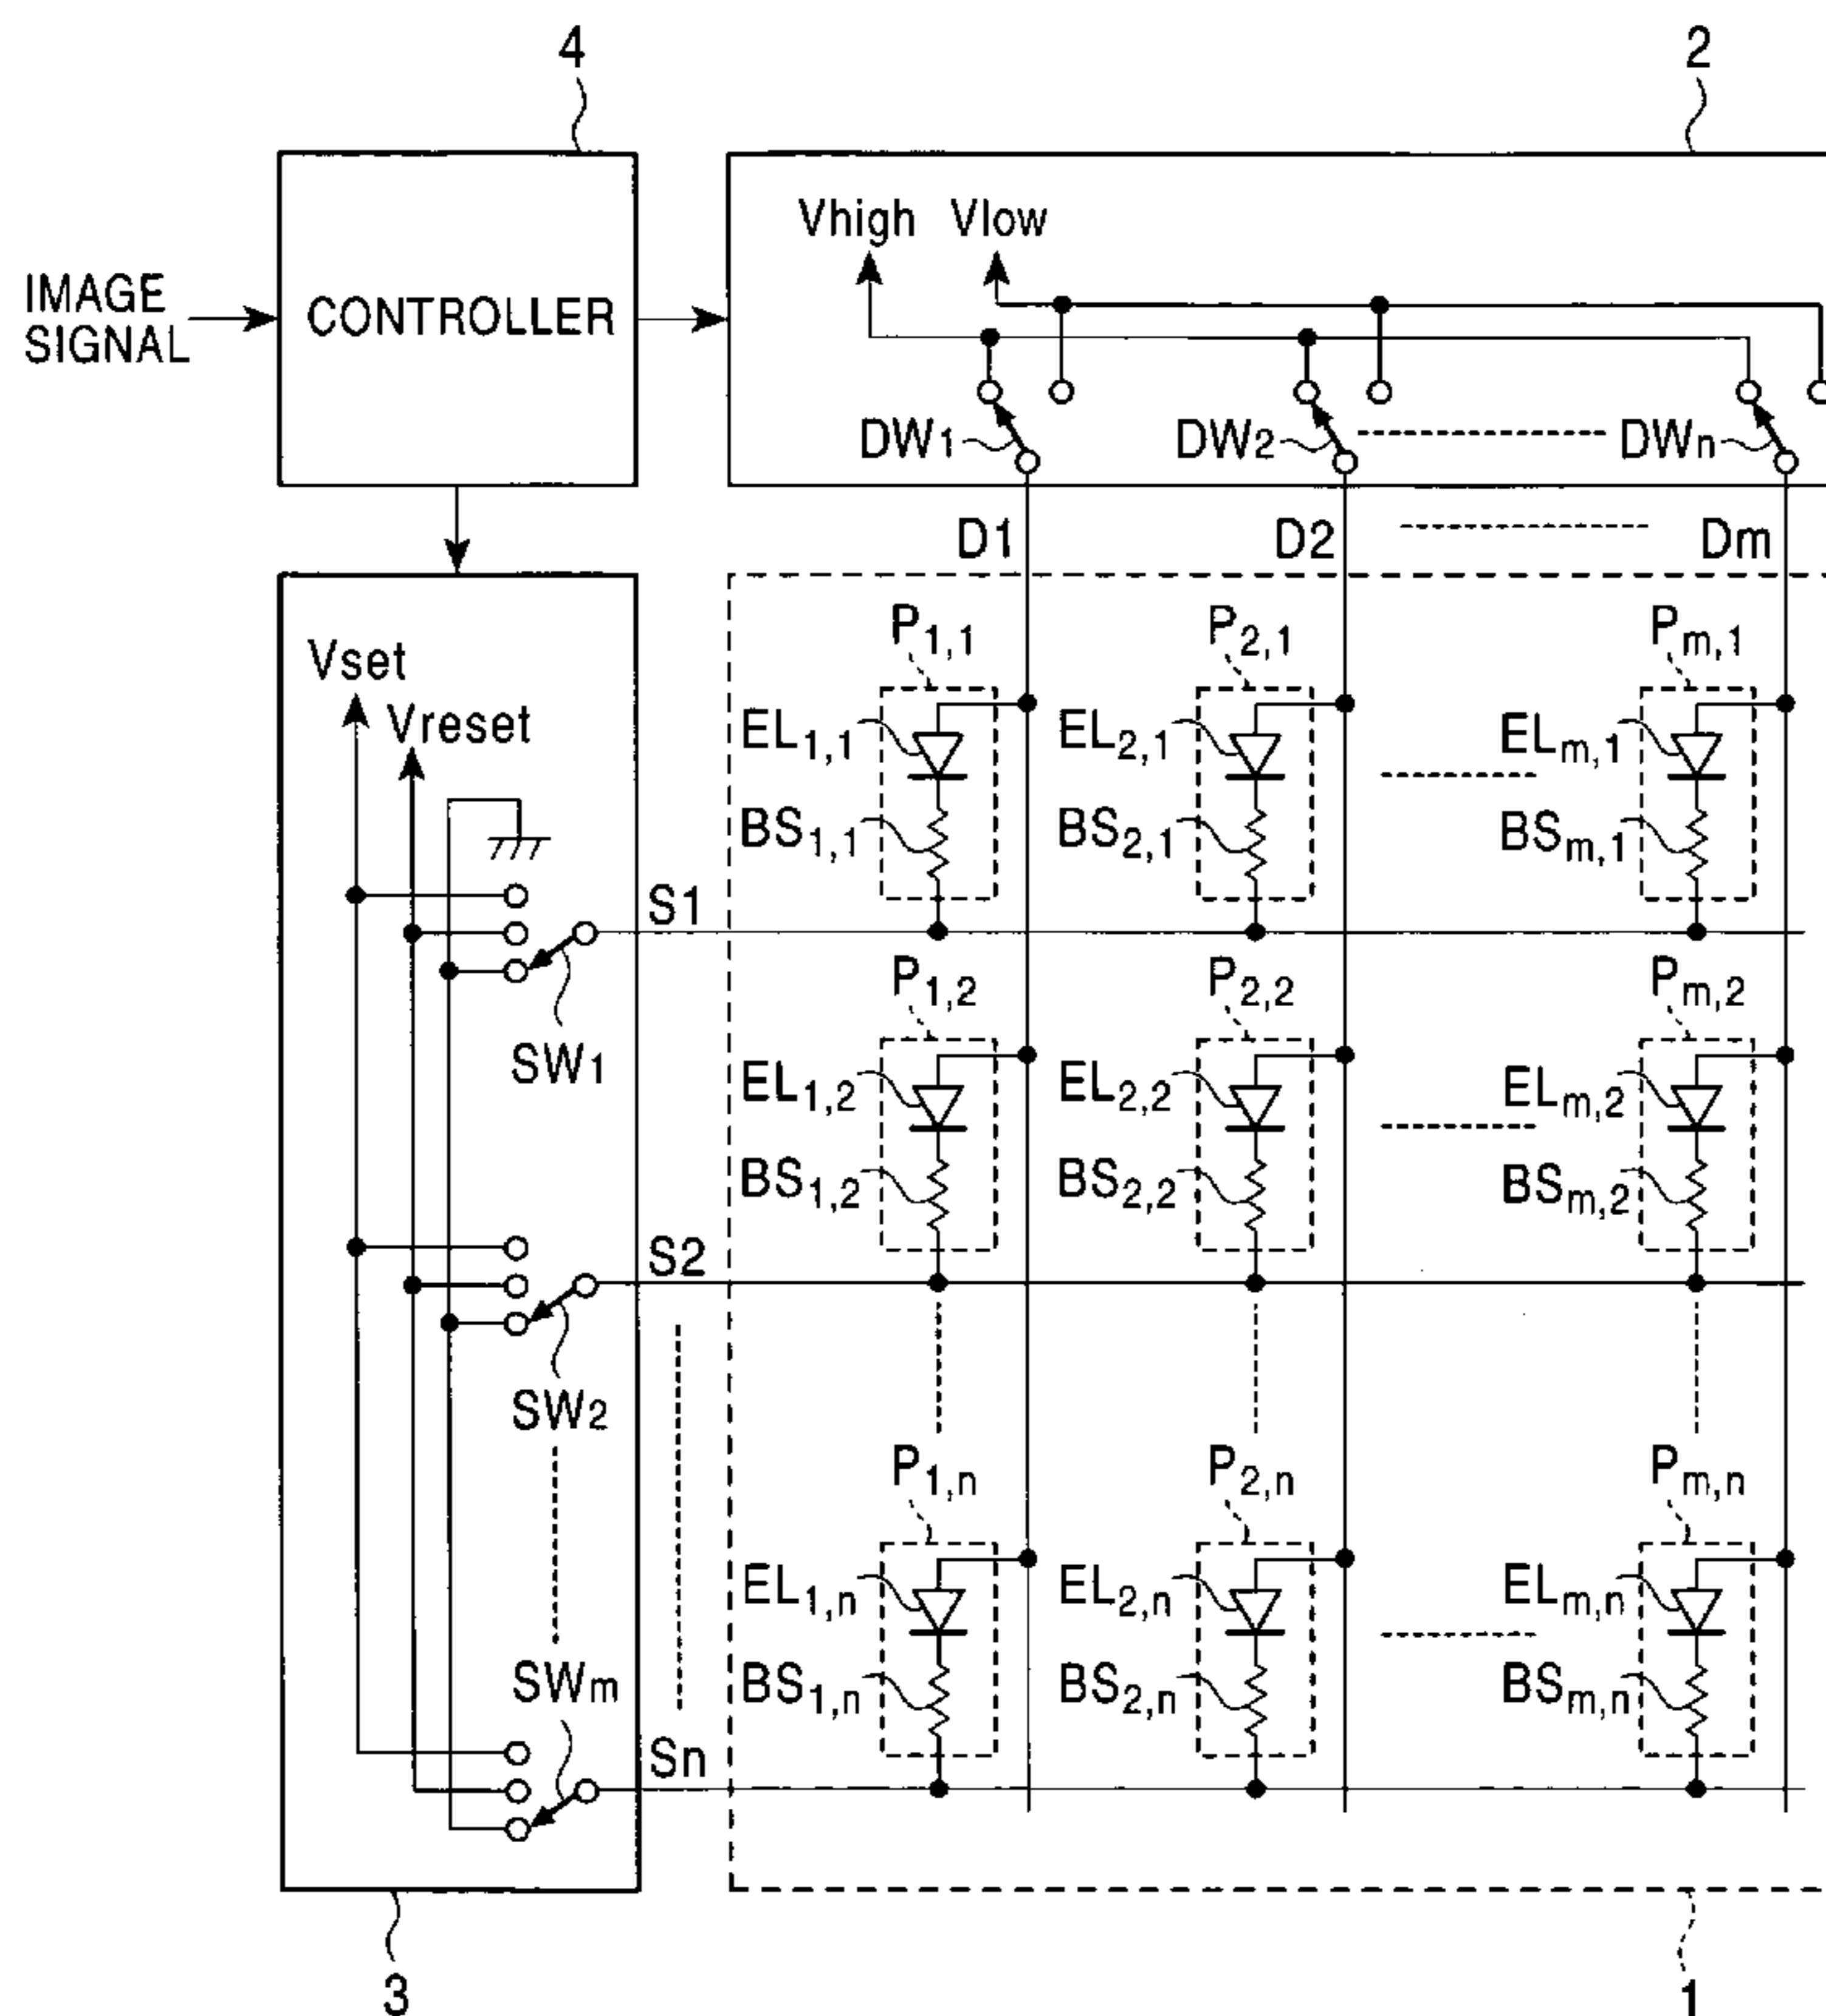 4
2
Vhigh Vlow
IMAGE
SIGNAL
CONTROLLER
DW1
DW2
DWn
D1
D2
Dm
Vset
Vreset
P1,1
P2,1
Pm,1
EL1,1
EL2,1
ELm,1
BS1,1
BS2,1
BSm,1
S1
SW1
P1,2
P2,2
Pm,2
EL1,2
EL2,2
ELm,2
BS1,2
BS2,2
BSm,2
S2
SW2
P1,n
P2,n
Pm,n
EL1,n
EL2,n
ELm,n
BS1,n
BS2,n
BSm,n
SWm
Sn
3
1